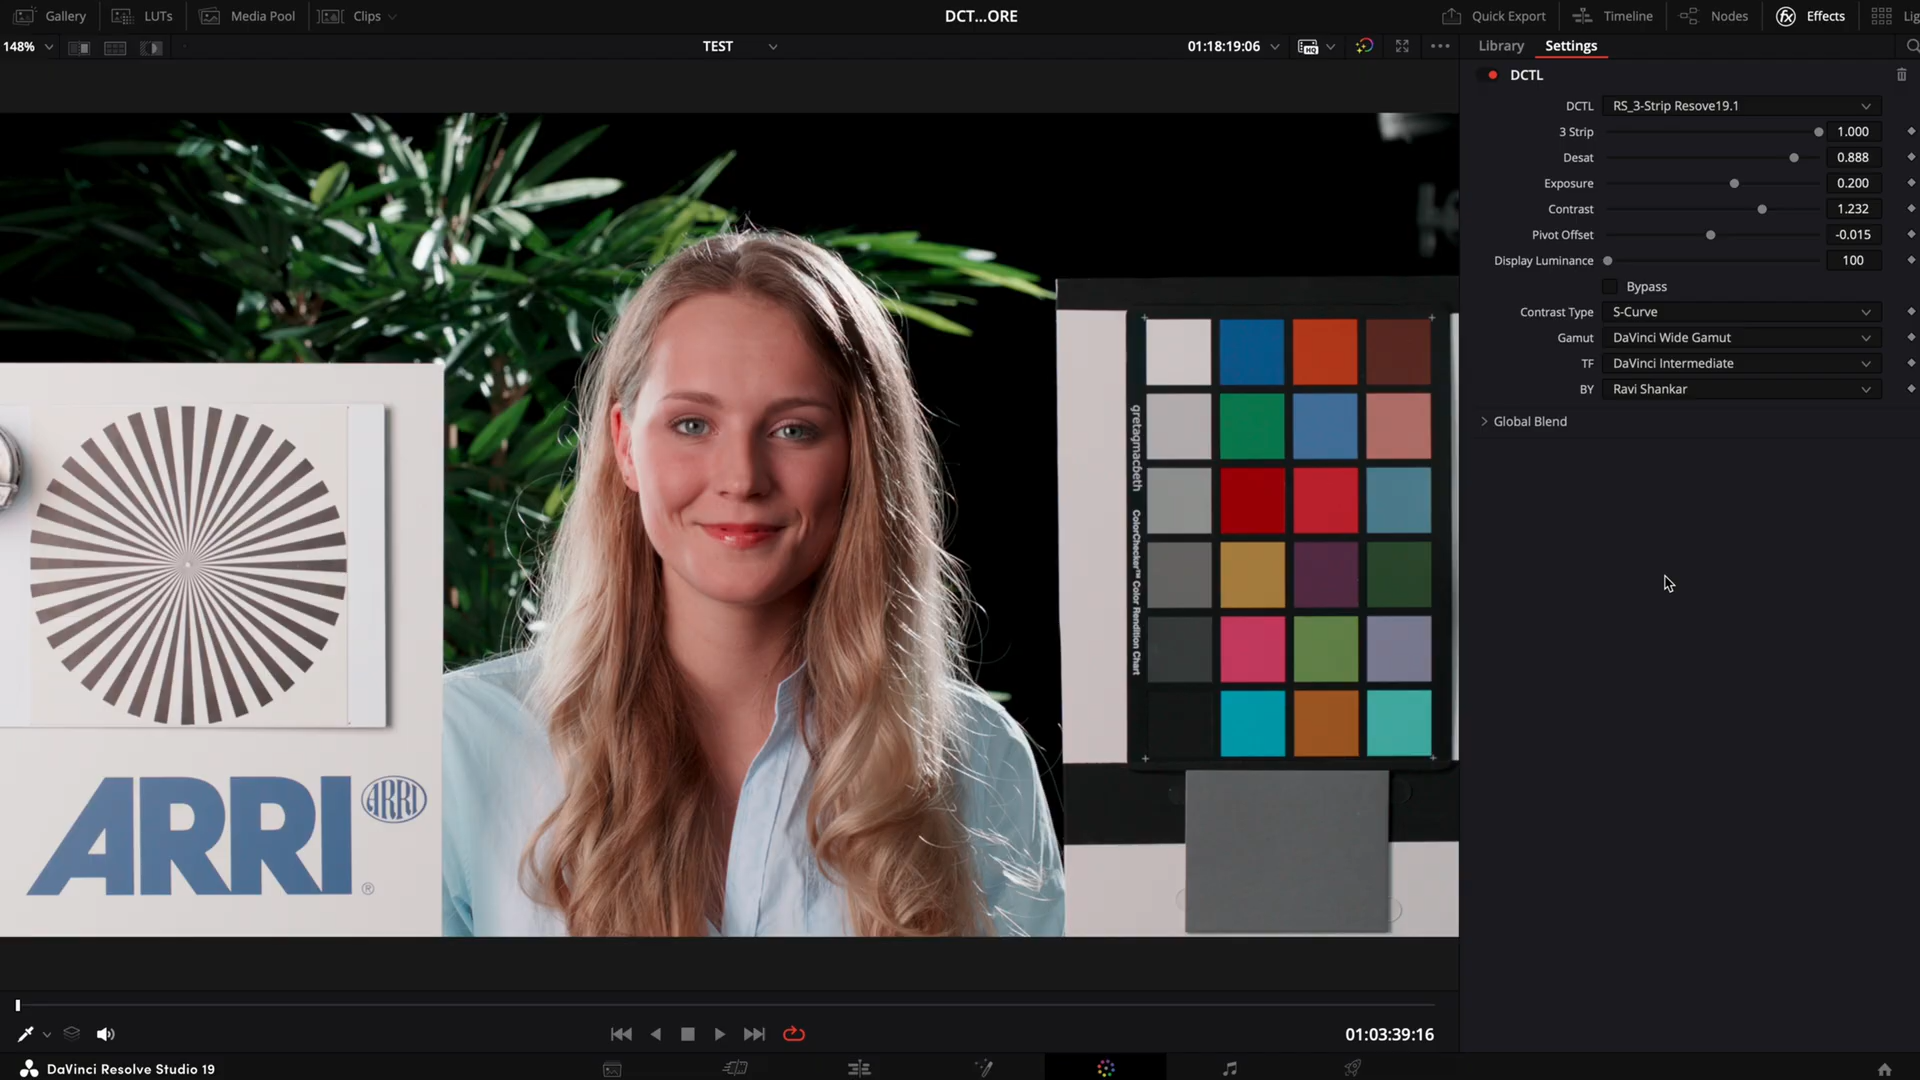 Gallery LUTs Media Pool Clips DCT...ORE Quick Export Timeline Nodes Effects Lig
148% TEST 01:18:19:06 HQ Library Settings
DCTL
DCTL RS_3-Strip Resove19.1
3 Strip 1.000
Desat 0.888
Exposure 0.200
Contrast 1.232
Pivot Offset -0.015
Display Luminance 100
Bypass
Contrast Type S-Curve
Gamut DaVinci Wide Gamut
TF DaVinci Intermediate
BY Ravi Shankar
Global Blend
gretagmacbeth
ColorChecker™ Color Rendition Chart
ARRI ARRI
®
01:03:39:16
DaVinci Resolve Studio 19